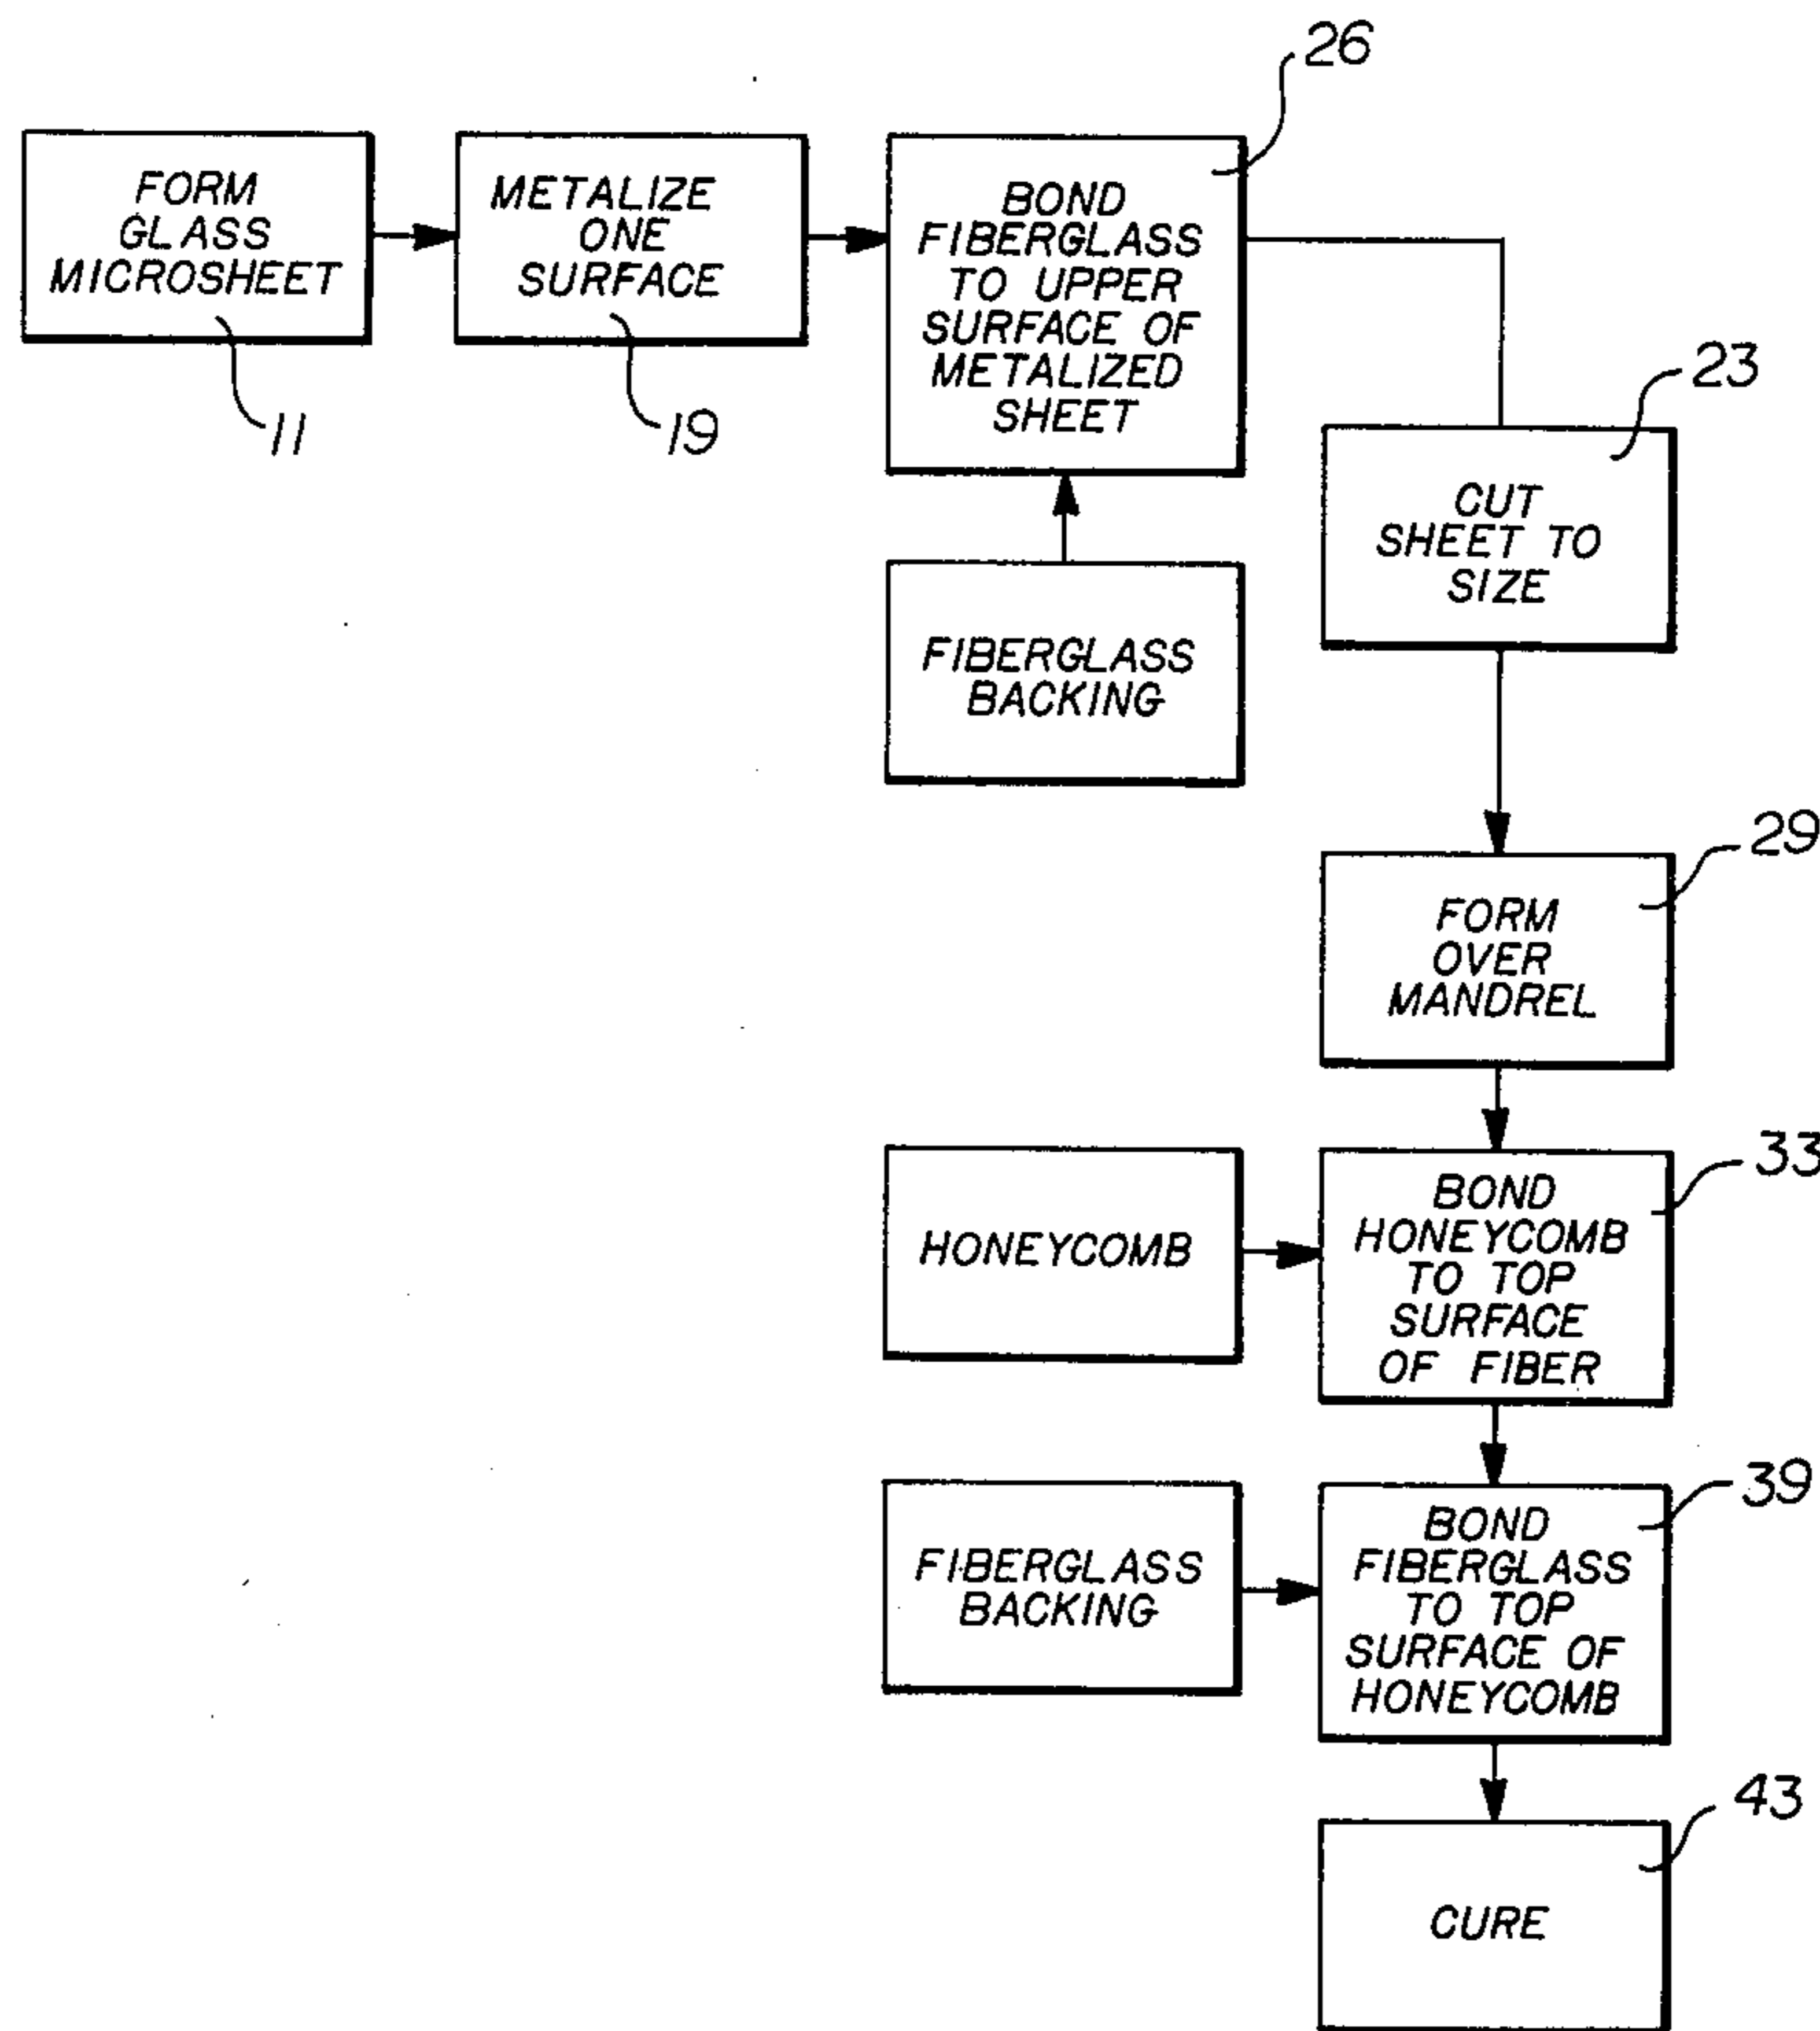 26
FORM
GLASS
MICROSHEET
11
METALIZE
ONE
SURFACE
19
BOND
FIBERGLASS
TO UPPER
SURFACE OF
METALIZED
SHEET
FIBERGLASS
BACKING
23
CUT
SHEET TO
SIZE
29
FORM
OVER
MANDREL
HONEYCOMB
33
BOND
HONEYCOMB
TO TOP
SURFACE
OF FIBER
FIBERGLASS
BACKING
39
BOND
FIBERGLASS
TO TOP
SURFACE OF
HONEYCOMB
43
CURE